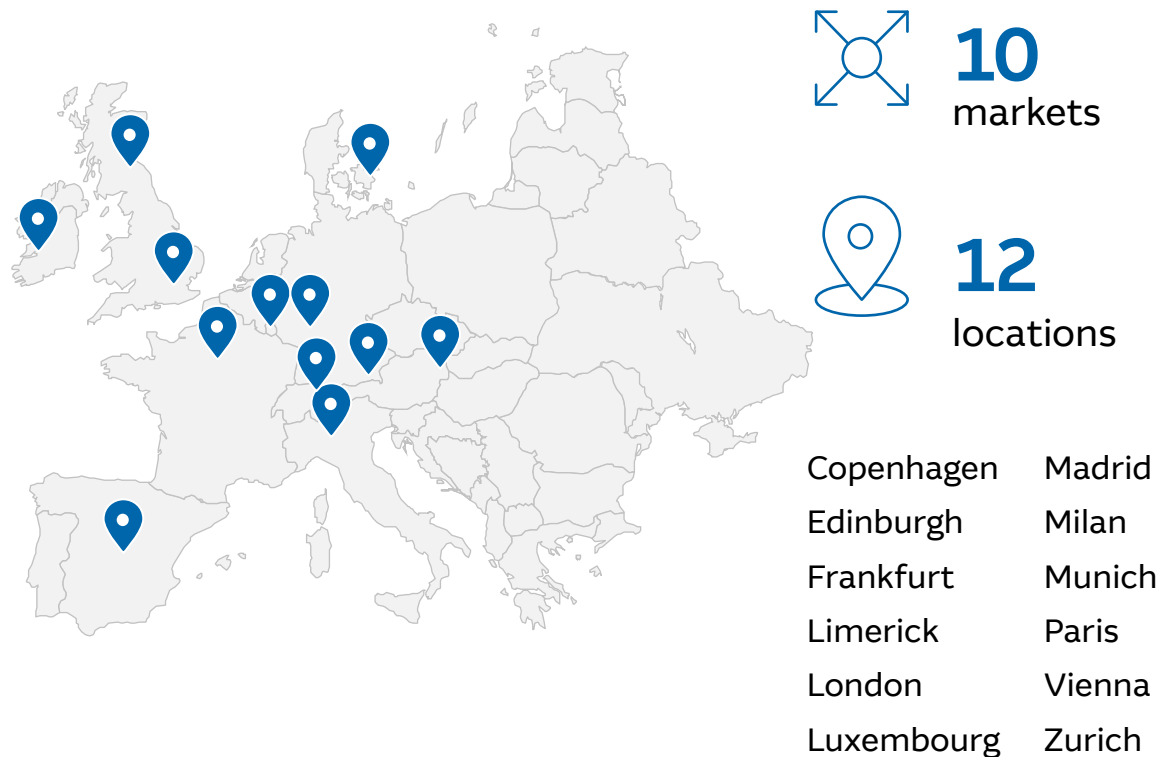 10
markets
12
locations
Copenhagen
Edinburgh
Frankfurt
Limerick
London
Luxembourg
Madrid
Milan
Munich
Paris
Vienna
Zurich